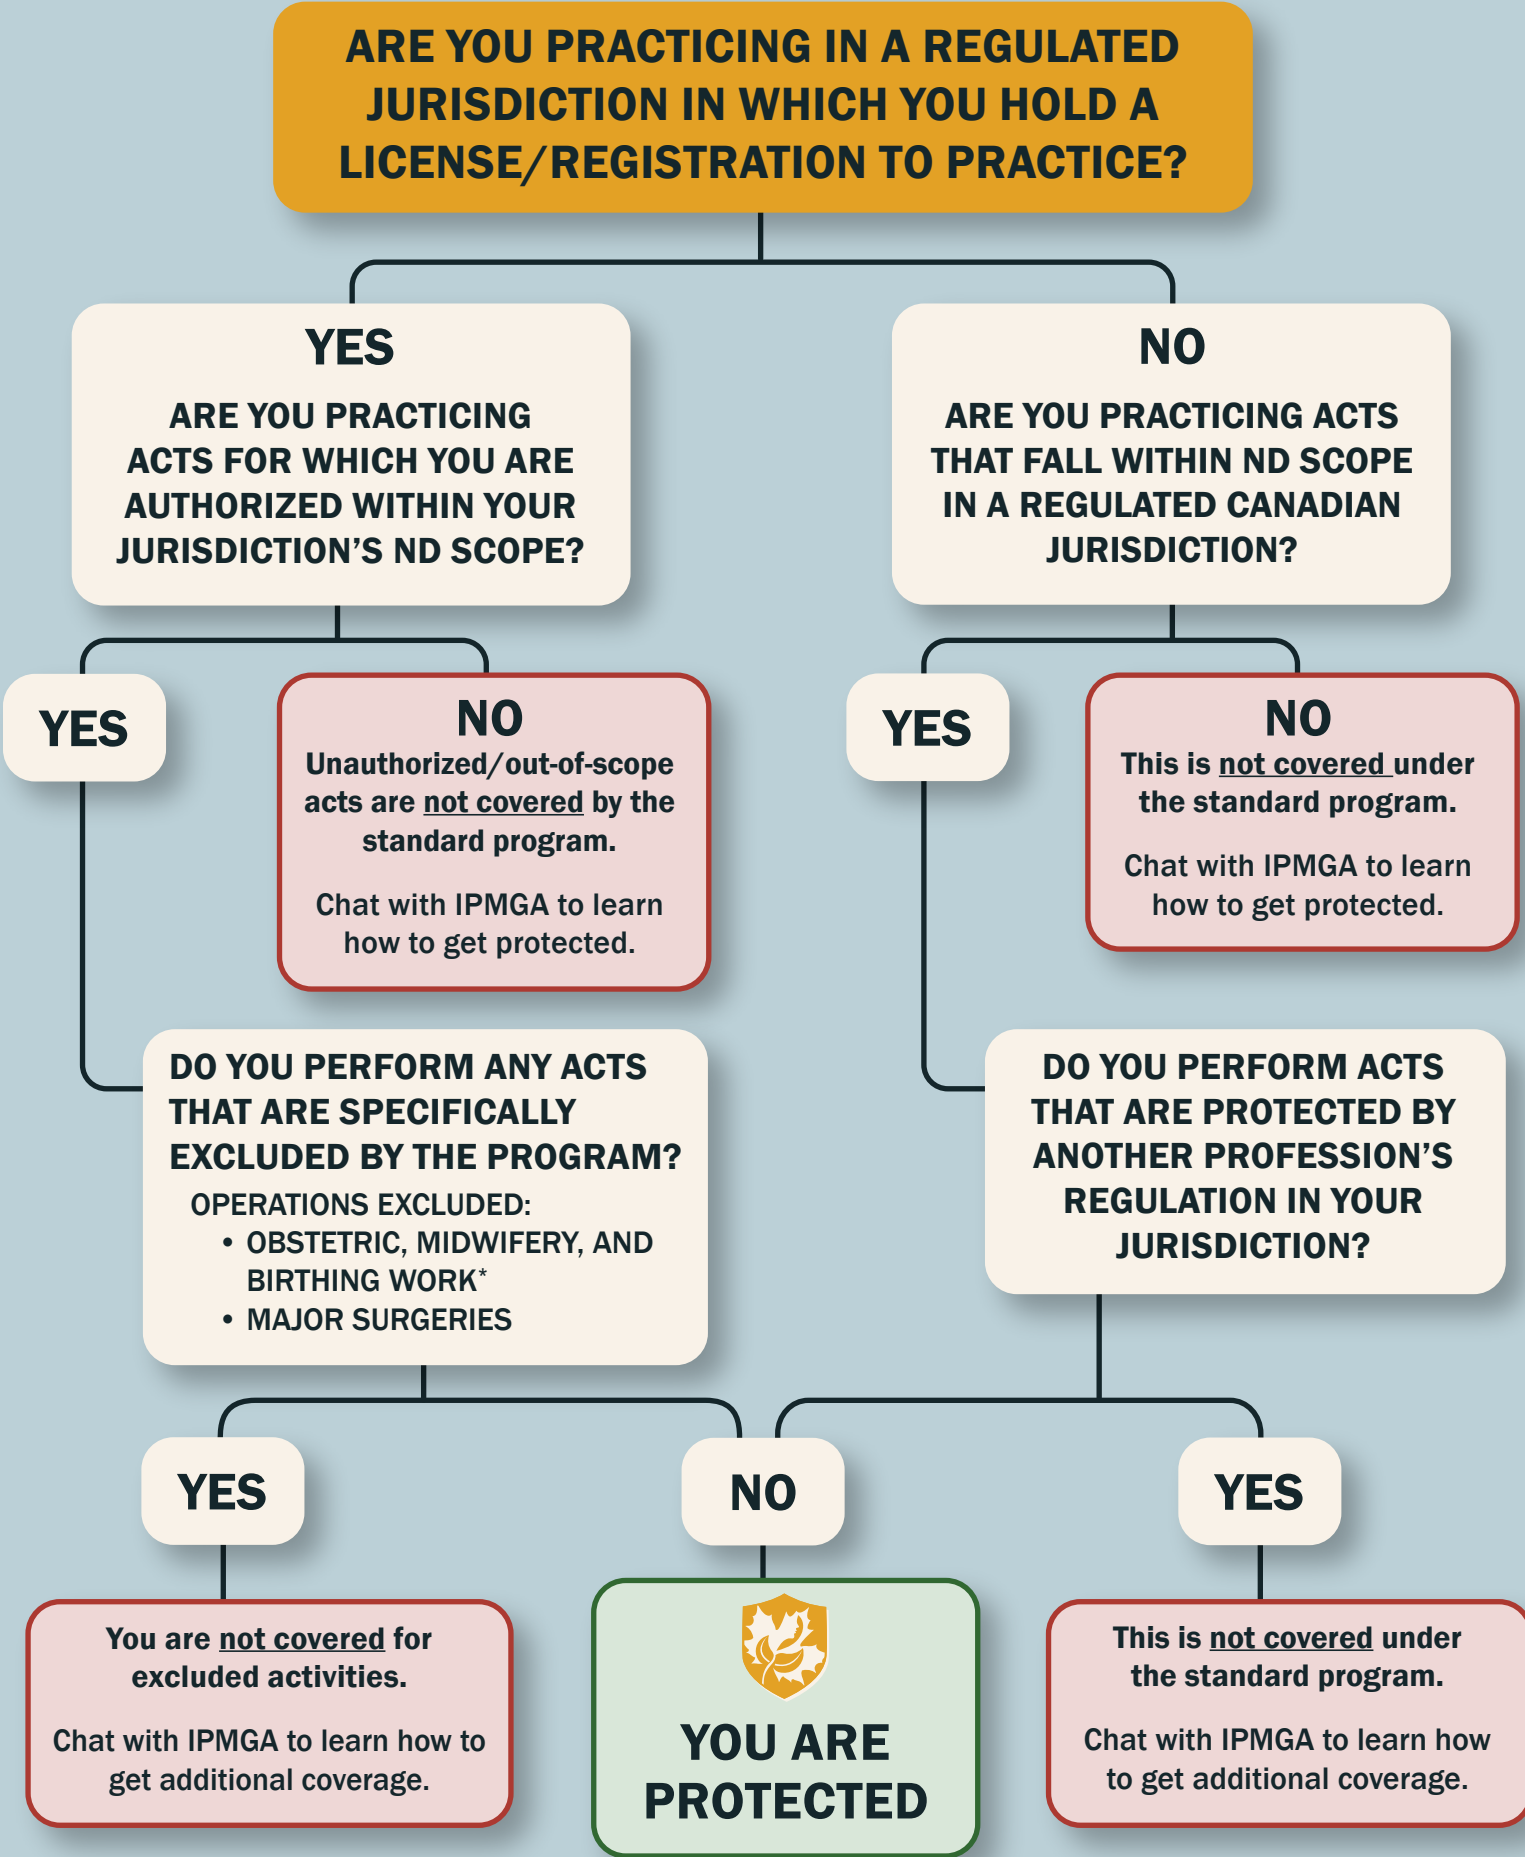 ARE YOU PRACTICING IN A REGULATED
JURISDICTION IN WHICH YOU HOLD A
LICENSE/REGISTRATION TO PRACTICE?
YES
ARE YOU PRACTICING
ACTS FOR WHICH YOU ARE
AUTHORIZED WITHIN YOUR
JURISDICTION’S ND SCOPE?
NO
ARE YOU PRACTICING ACTS
THAT FALL WITHIN ND SCOPE
IN A REGULATED CANADIAN
JURISDICTION?
YES
NO
Unauthorized/out-of-scope
acts are not covered by the
standard program.
Chat with IPMGA to learn
how to get protected.
YES
NO
This is not covered under
the standard program.
Chat with IPMGA to learn
how to get protected.
DO YOU PERFORM ANY ACTS
THAT ARE SPECIFICALLY
EXCLUDED BY THE PROGRAM?
OPERATIONS EXCLUDED:
• OBSTETRIC, MIDWIFERY, AND
BIRTHING WORK*
• MAJOR SURGERIES
DO YOU PERFORM ACTS
THAT ARE PROTECTED BY
ANOTHER PROFESSION’S
REGULATION IN YOUR
JURISDICTION?
YES
NO
YES
You are not covered for
excluded activities.
Chat with IPMGA to learn how to
get additional coverage.
YOU ARE
PROTECTED
This is not covered under
the standard program.
Chat with IPMGA to learn how
to get additional coverage.